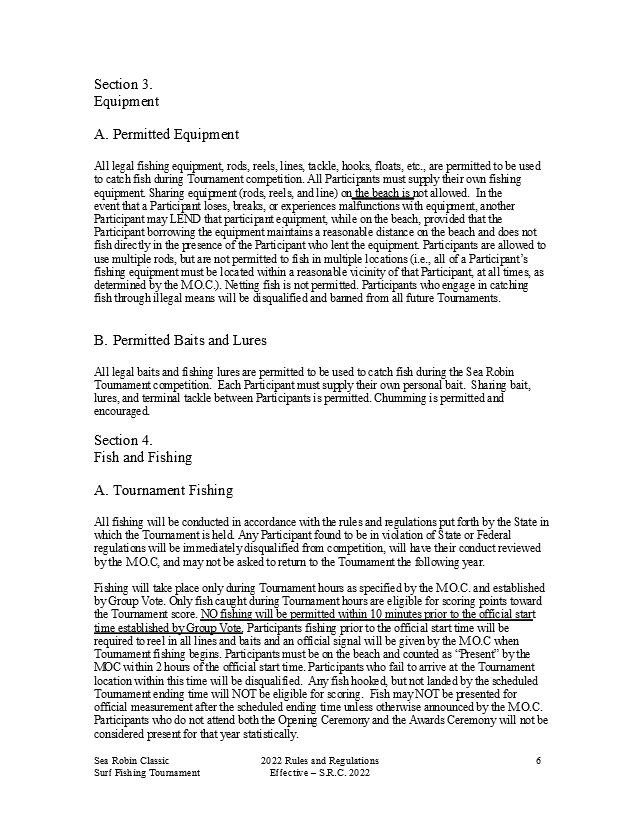 Section 3.
Equipment
A. Permitted Equipment
All legal fishing equipment, rods, reels, lines, tackle, hooks, floats, etc., are permitted to be used
to catch fish during Tournament competition. All Participants must supply their own fishing
equipment. Sharing equipment (rods, reels, and line) on the beach is not allowed. In the
event that a Participant loses, breaks, or experiences malfunctions with equipment, another
Participant may LEND that participant equipment, while on the beach, provided that the
Participant borrowing the equipment maintains a reasonable distance on the beach and does not
fish directly in the presence of the Participant who lent the equipment. Participants are allowed to
use multiple rods, but are not permitted to fish in multiple locations (i.e., all of a Participant's
fishing equipment must be located within a reasonable vicinity of that Participant, at all times, as
determined by the M.O.C.). Netting fish is not permitted. Participants who engage in catching
fish through illegal means will be disqualified and banned from all future Tournaments.
B. Permitted Baits and Lures
All legal baits and fishing lures are permitted to be used to catch fish during the Sea Robin
Tournament competition. Each Participant must supply their own personal bait. Sharing bait,
lures, and terminal tackle between Participants is permitted. Chumming is permitted and
encouraged.
Section 4.
Fish and Fishing
A. Tournament Fishing
All fishing will be conducted in accordance with the rules and regulations put forth by the State in
which the Tournament is held. Any Participant found to be in violation of State or Federal
regulations will be immediately disqualified from competition, will have their conduct reviewed
by the M.O.C, and may not be asked to return to the Tournament the following year.
Fishing will take place only during Tournament hours as specified by the M.O.C. and established
by Group Vote. Only fish caught during Tournament hours are eligible for scoring points toward
the Tournament score. NO fishing will be permitted within 10 minutes prior to the official start
time established by Group Vote. Participants fishing prior to the official start time will be
required to reel in all lines and baits and an official signal will be given by the M.O.C when
Tournament fishing begins. Participants must be on the beach and counted as “Present” by the
MOC within 2 hours of the official start time. Participants who fail to arrive at the Tournament
location within this time will be disqualified. Any fish hooked, but not landed by the scheduled
Tournament ending time will NOT be eligible for scoring. Fish may NOT be presented for
official measurement after the scheduled ending time unless otherwise announced by the M.O.C.
Participants who do not attend both the Opening Ceremony and the Awards Ceremony will not be
considered present for that year statistically.
Sea Robin Classic 2022 Rules and Regulations 6
Surf Fishing Tournament Effective – S.R.C. 2022